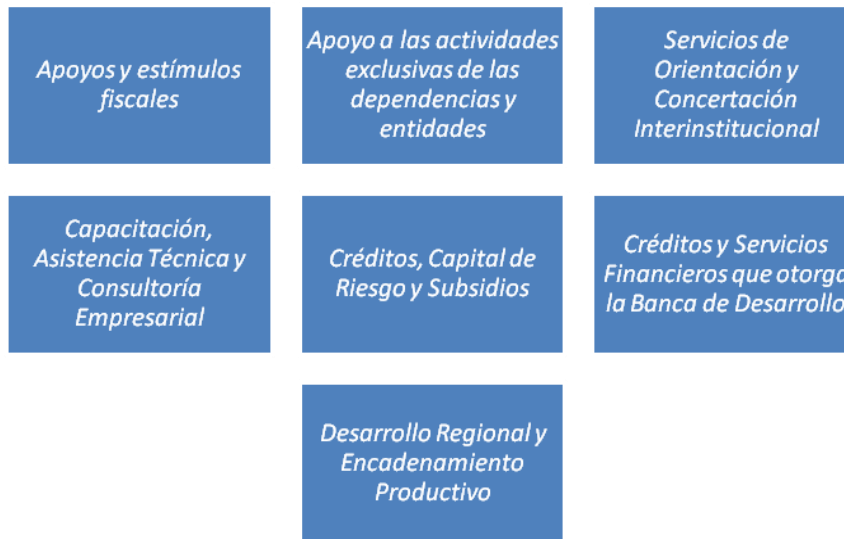 Apoyos y estímulos
fiscales
Apoyo a las actividades
exclusivas de las
dependencias y
entidades
Servicios de
Orientación y
Concertación
Interinstitucional
Capacitación,
Asistencia Técnica y
Consultoría
Empresarial
Créditos, Capital de
Riesgo y Subsidios
Créditos y Servicios
Financieros que otorga
la Banca de Desarrollo
Desarrollo Regional y
Encadenamiento
Productivo